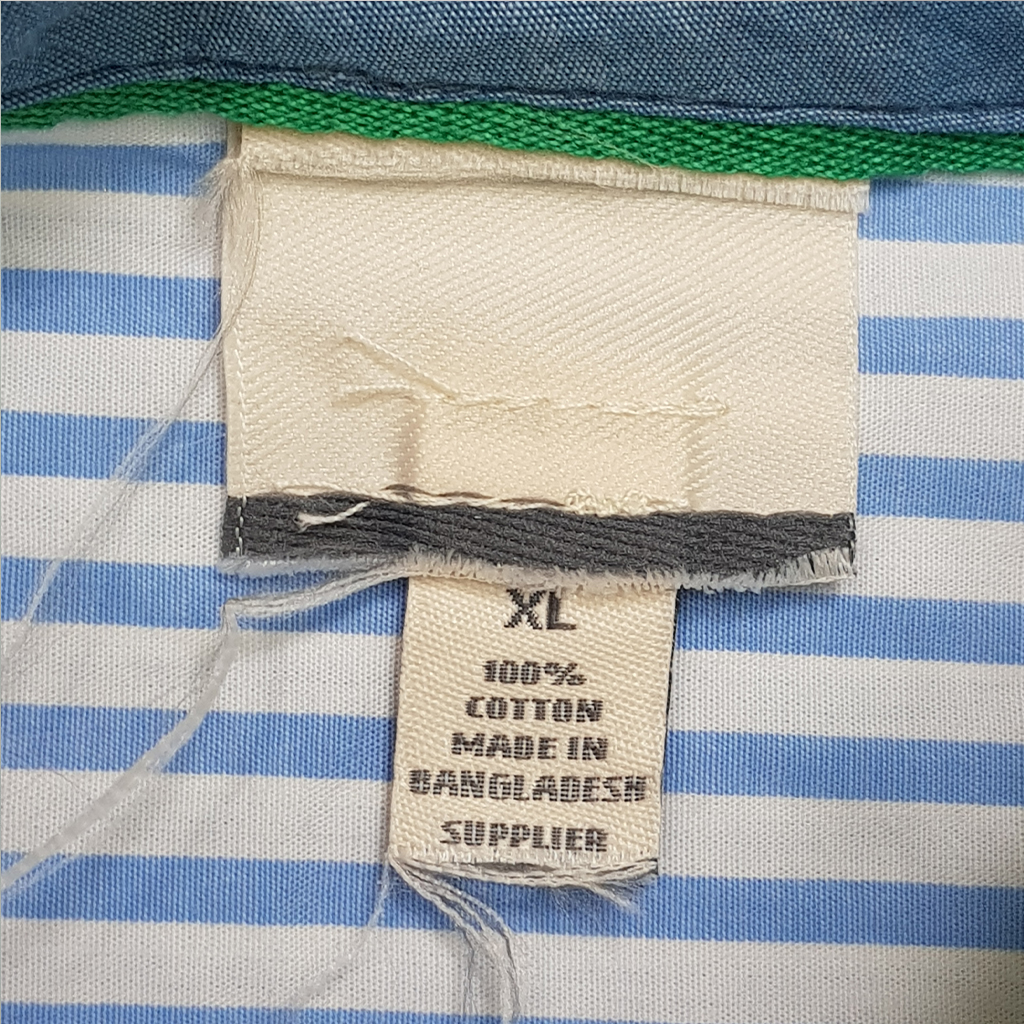 XL
100%
COTTON
MADE IN
BANGLADESH
SUPPLIER